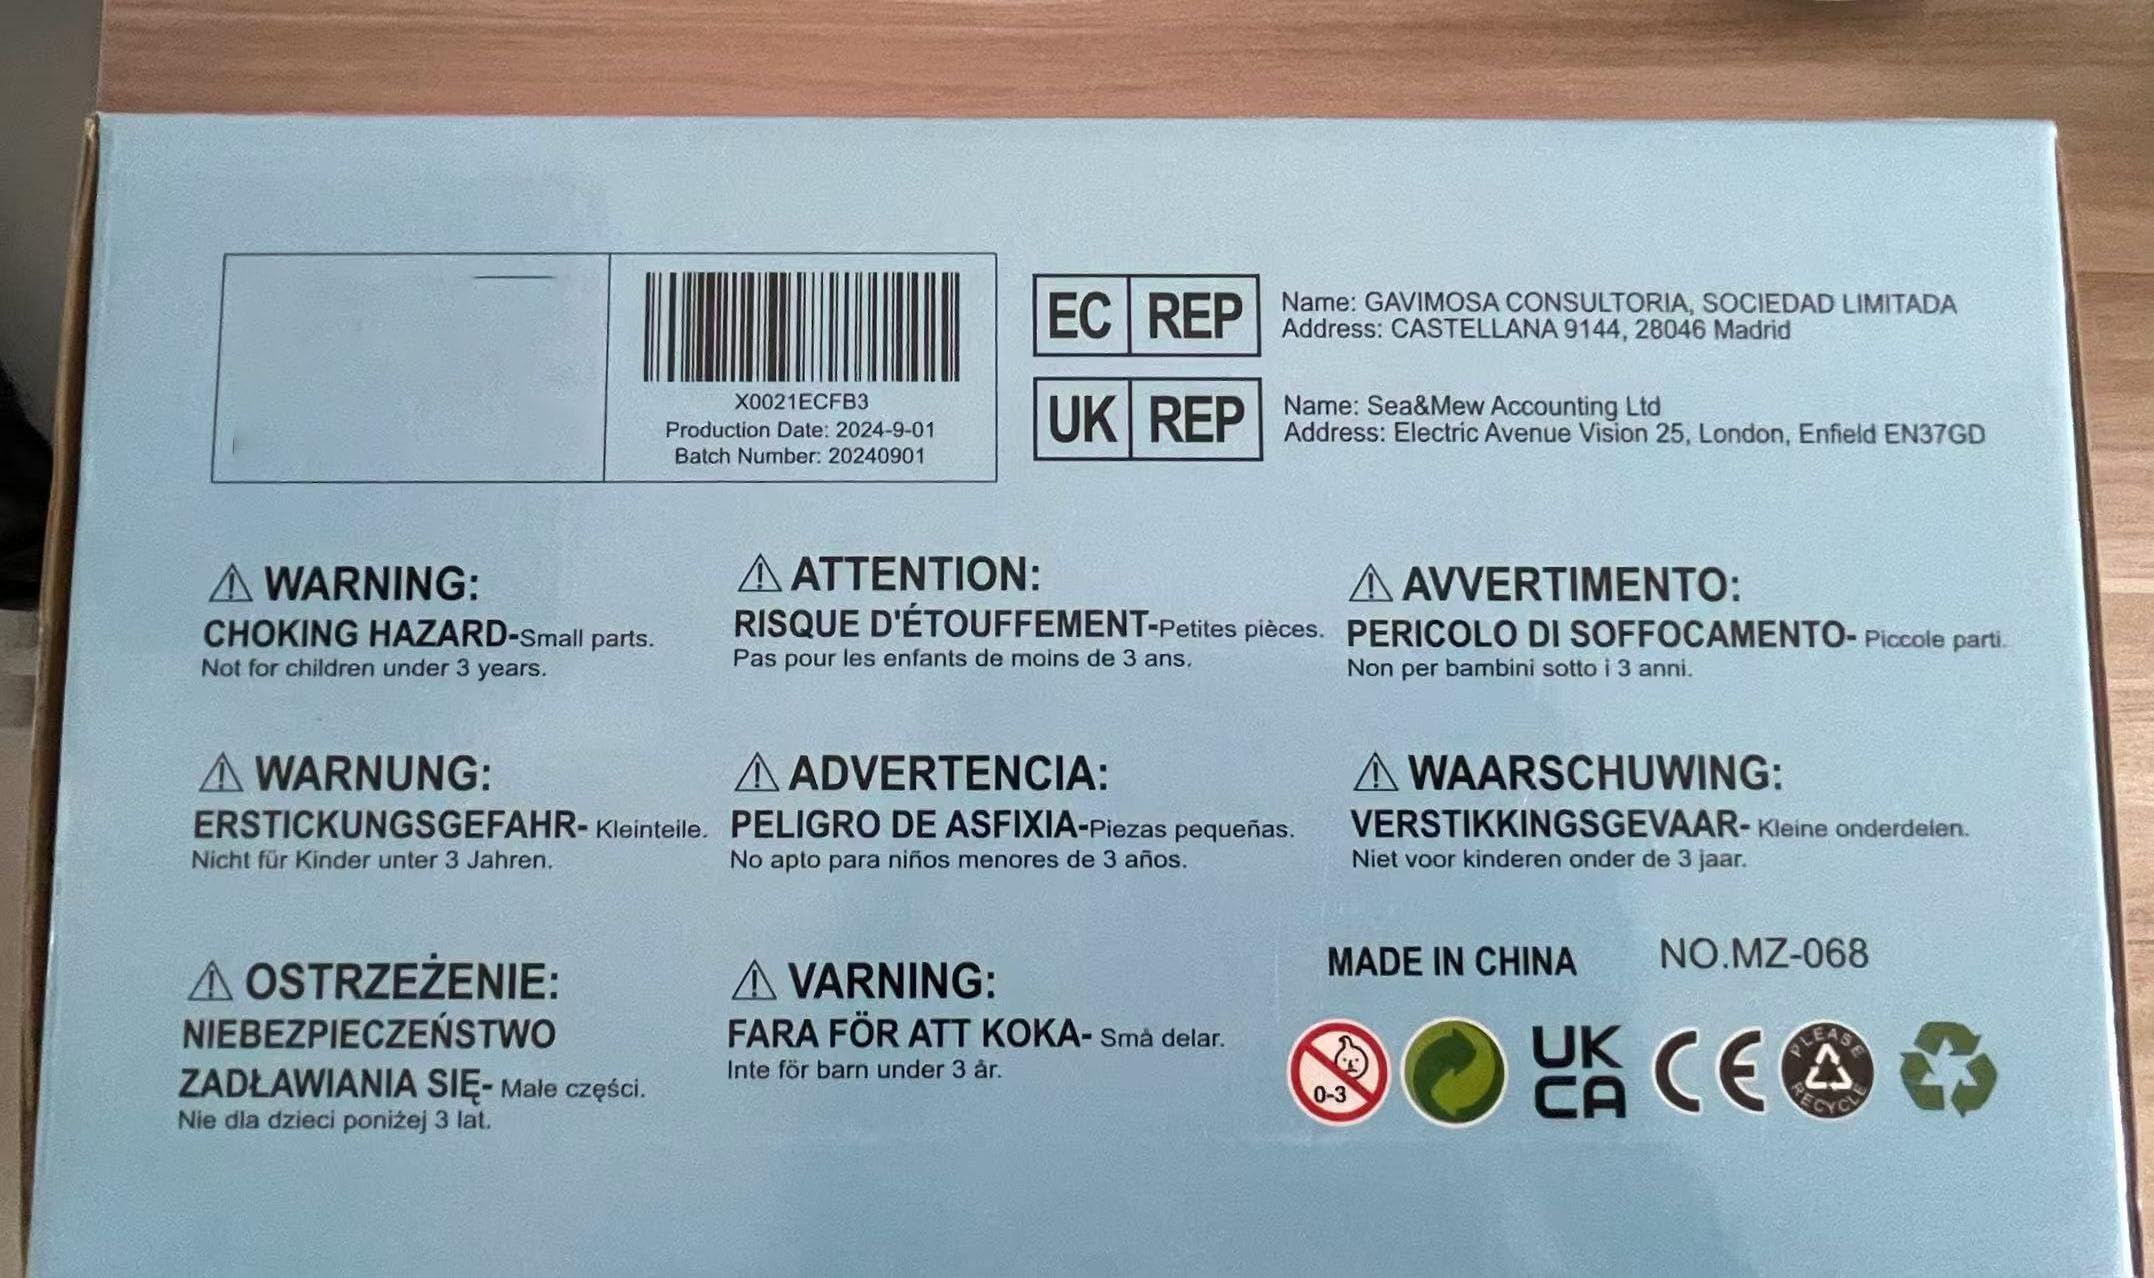 X0021ECFB3
Production Date: 2024-9-01
Batch Number: 20240901
EC REP
Name: GAVIMOSA CONSULTORIA, SOCIEDAD LIMITADA
Address: CASTELLANA 9144, 28046 Madrid
UK REP
Name: Sea&Mew Accounting Ltd
Address: Electric Avenue Vision 25, London, Enfield EN37GD
WARNING:
CHOKING HAZARD-Small parts.
Not for children under 3 years.
ATTENTION:
RISQUE D'ÉTOUFFEMENT-Petites pièces.
Pas pour les enfants de moins de 3 ans.
AVVERTIMENTO:
PERICOLO DI SOFFOCAMENTO- Piccole parti.
Non per bambini sotto i 3 anni.
WARNUNG:
ERSTICKUNGSGEFAHR- Kleinteile.
Nicht für Kinder unter 3 Jahren.
ADVERTENCIA:
PELIGRO DE ASFIXIA-Piezas pequeñas.
No apto para niños menores de 3 años.
WAARSCHUWING:
VERSTIKKINGSGEVAAR- Kleine onderdelen.
Niet voor kinderen onder de 3 jaar.
OSTRZEŻENIE:
NIEBEZPIECZEŃSTWO
ZADŁAWIANIA SIĘ- Małe części.
Nie dla dzieci poniżej 3 lat.
VARNING:
FARA FÖR ATT KOKA- Små delar.
Inte för barn under 3 år.
MADE IN CHINA NO.MZ-068
0-3
UK
CA
CE
PLEASE
RECYCLE